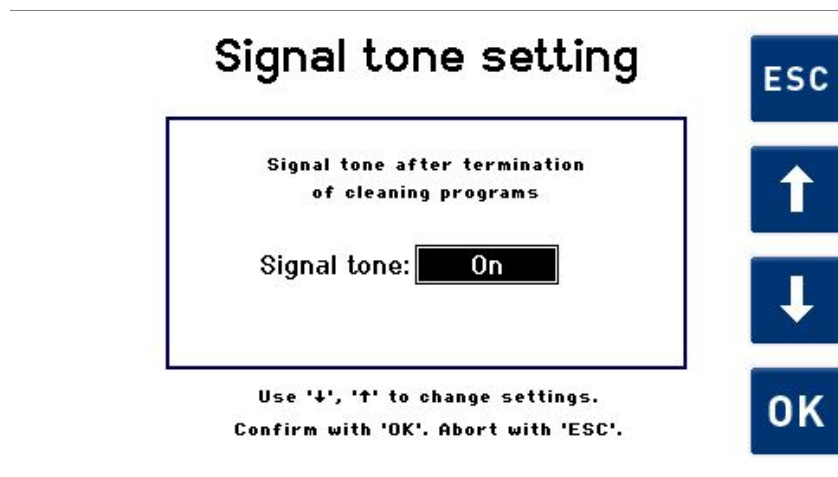 Signal tone setting
Signal tone after termination
of cleaning programs
Signal tone: On
Use '↓', '↑' to change settings.
Confirm with 'OK'. Abort with 'ESC'.
ESC
↑
↓
OK